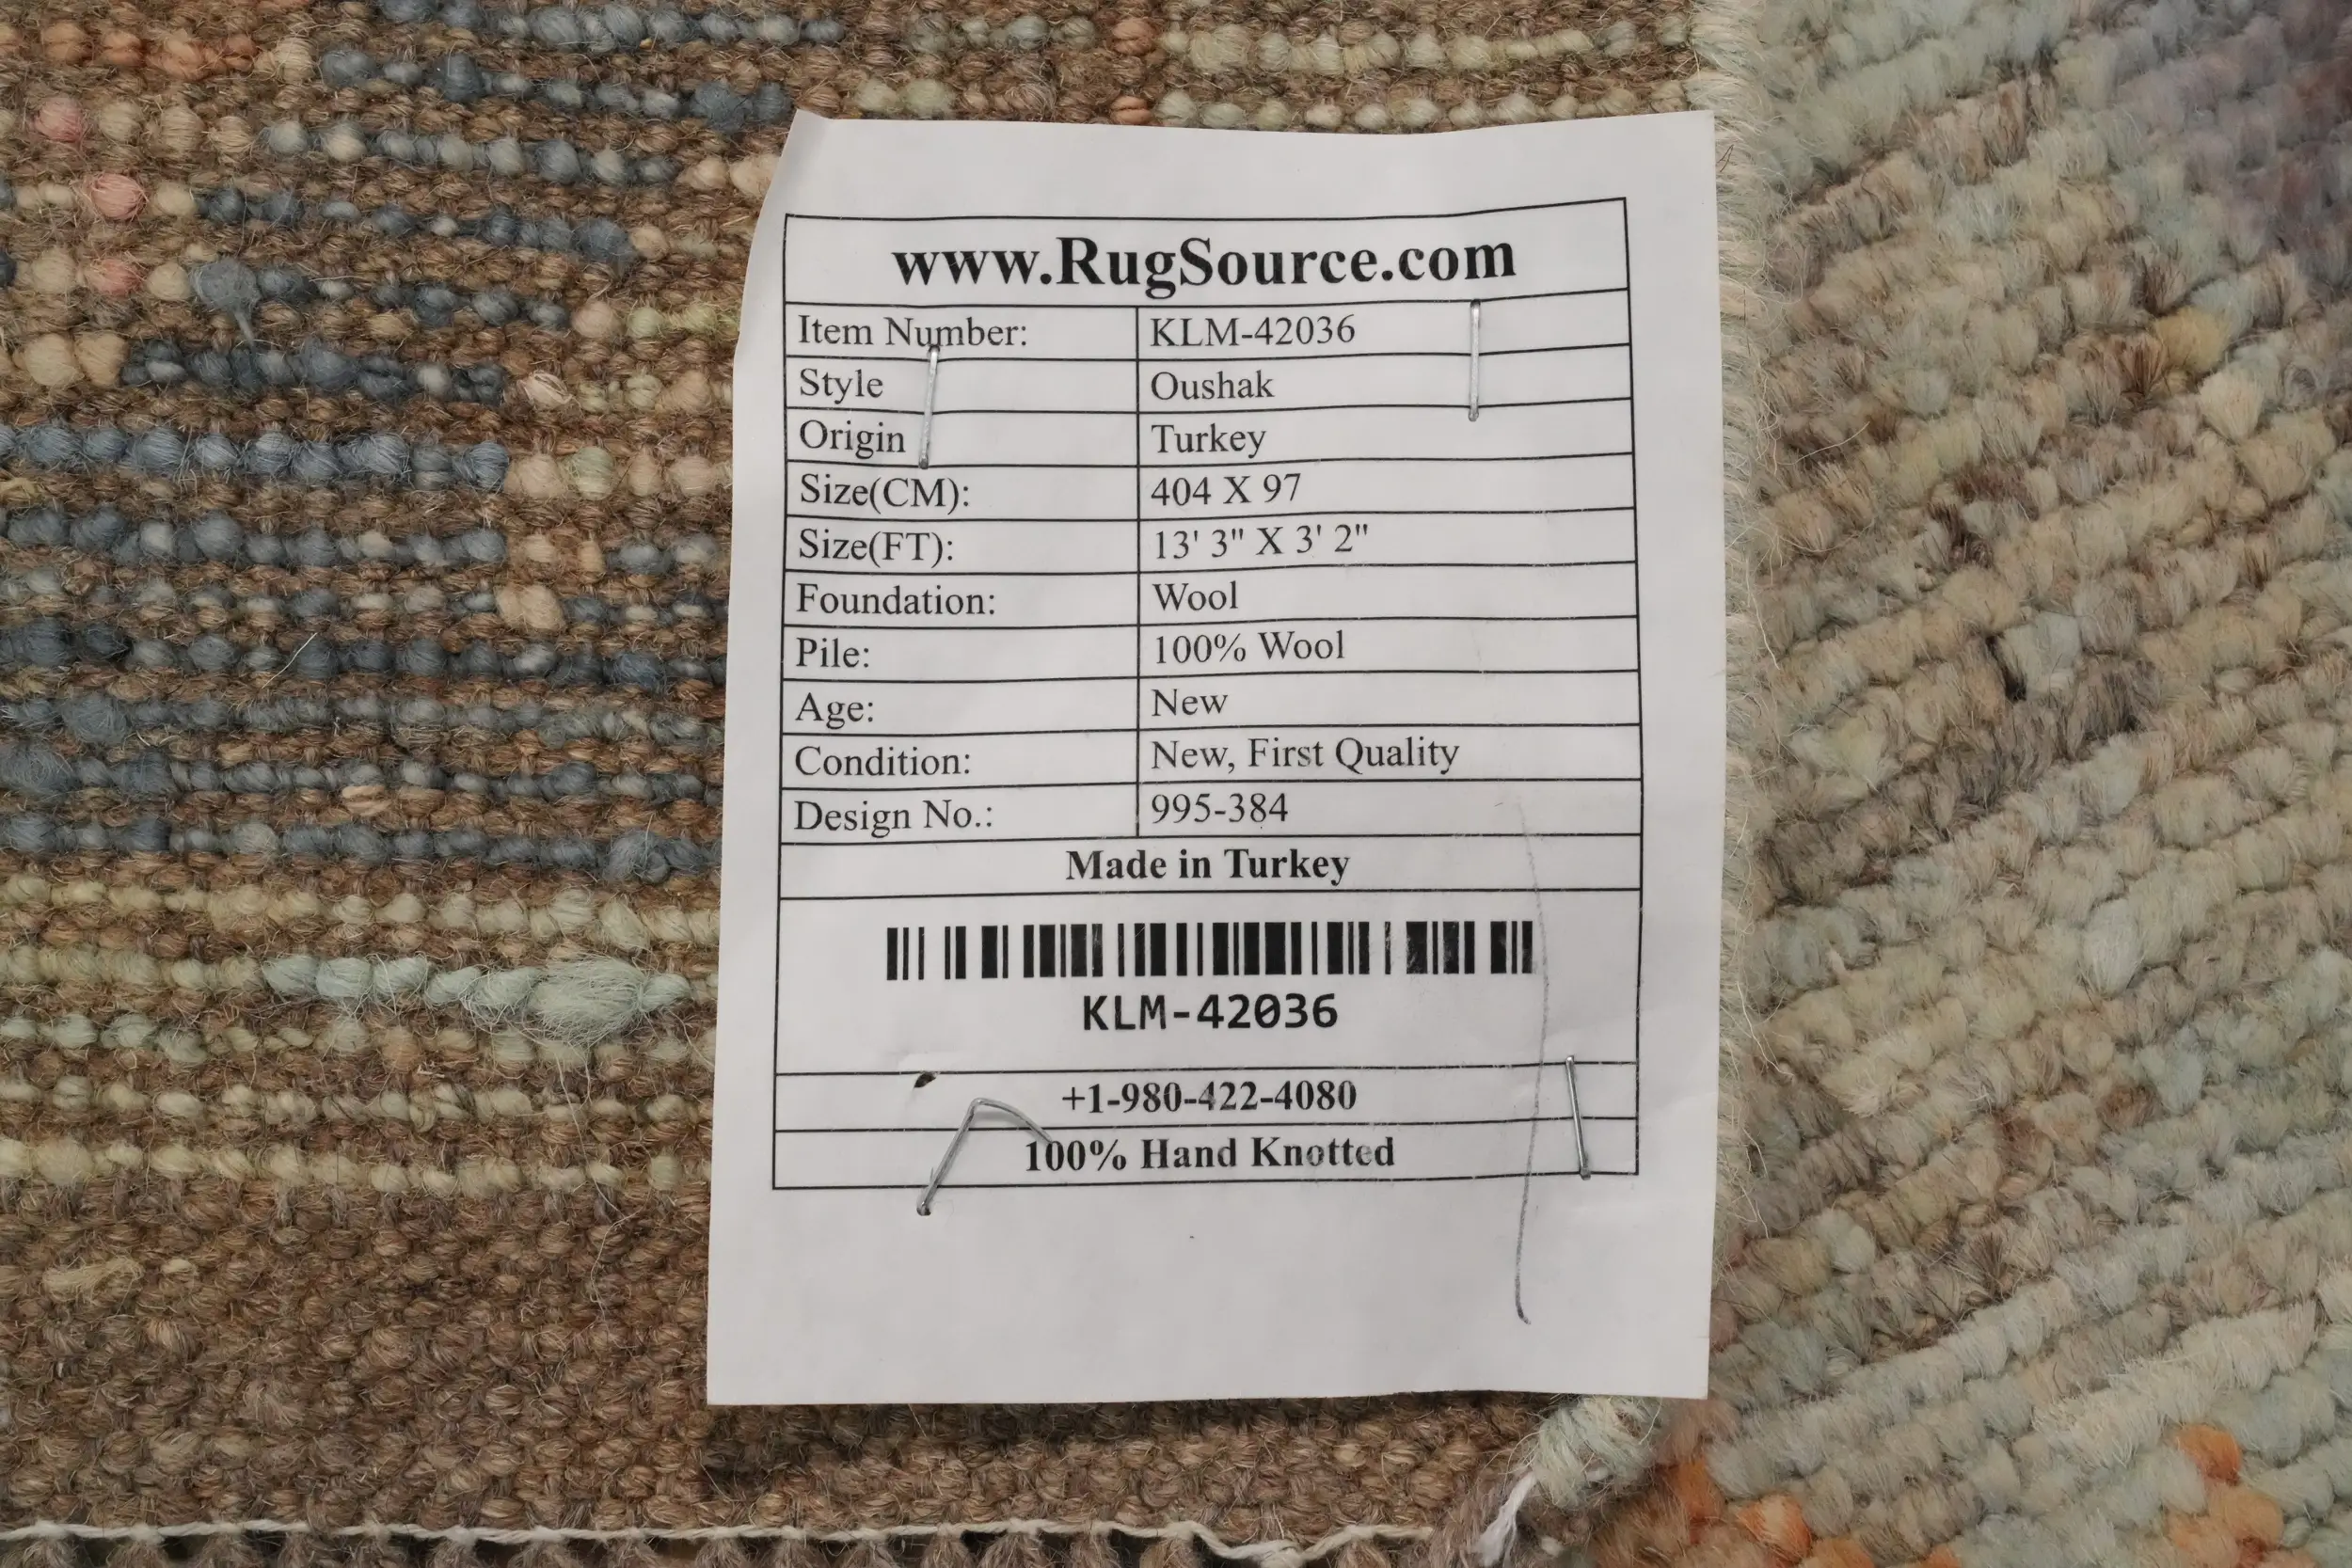 www.RugSource.com
Item Number: KLM-42036
Style Oushak
Origin Turkey
Size(CM): 404 X 97
Size(FT): 13' 3" X 3' 2"
Foundation: Wool
Pile: 100% Wool
Age: New
Condition: New, First Quality
Design No.: 995-384
Made in Turkey
KLM-42036
+1-980-422-4080
100% Hand Knotted